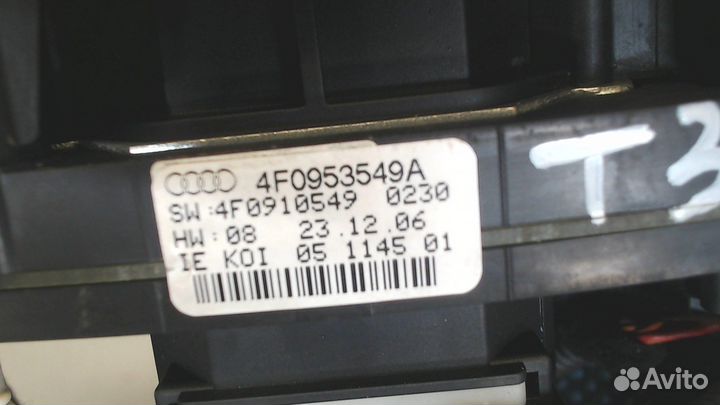 4F0953549A
SW:4F0910549 0230
HW:08 23.12.06
IE KOI 05 1145 01
T3
Avito